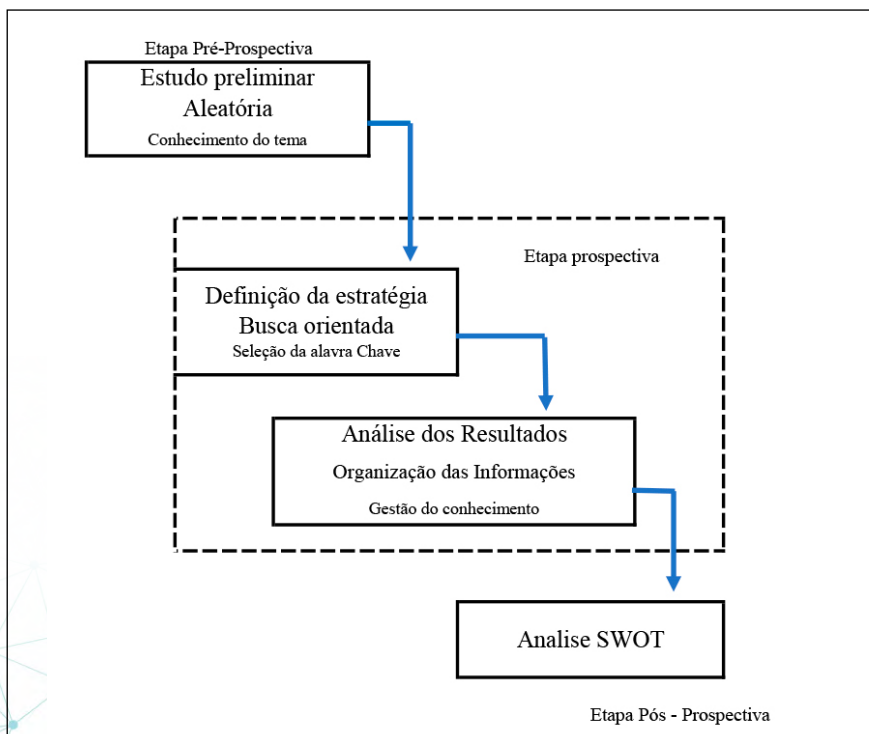 Etapa Pré-Prospectiva
Estudo preliminar
Aleatória
Conhecimento do tema
Etapa prospectiva
Definição da estratégia
Busca orientada
Seleção da alavra Chave
Análise dos Resultados
Organização das Informações
Gestão do conhecimento
Analise SWOT
Etapa Pós - Prospectiva